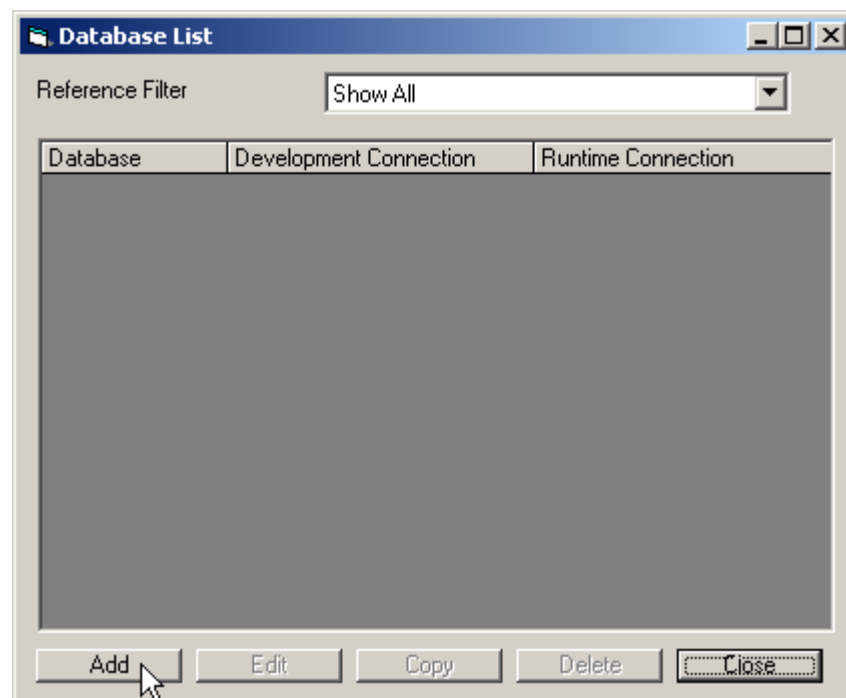 Database List
Reference Filter Show All
Database Development Connection Runtime Connection
Add Edit Copy Delete Close